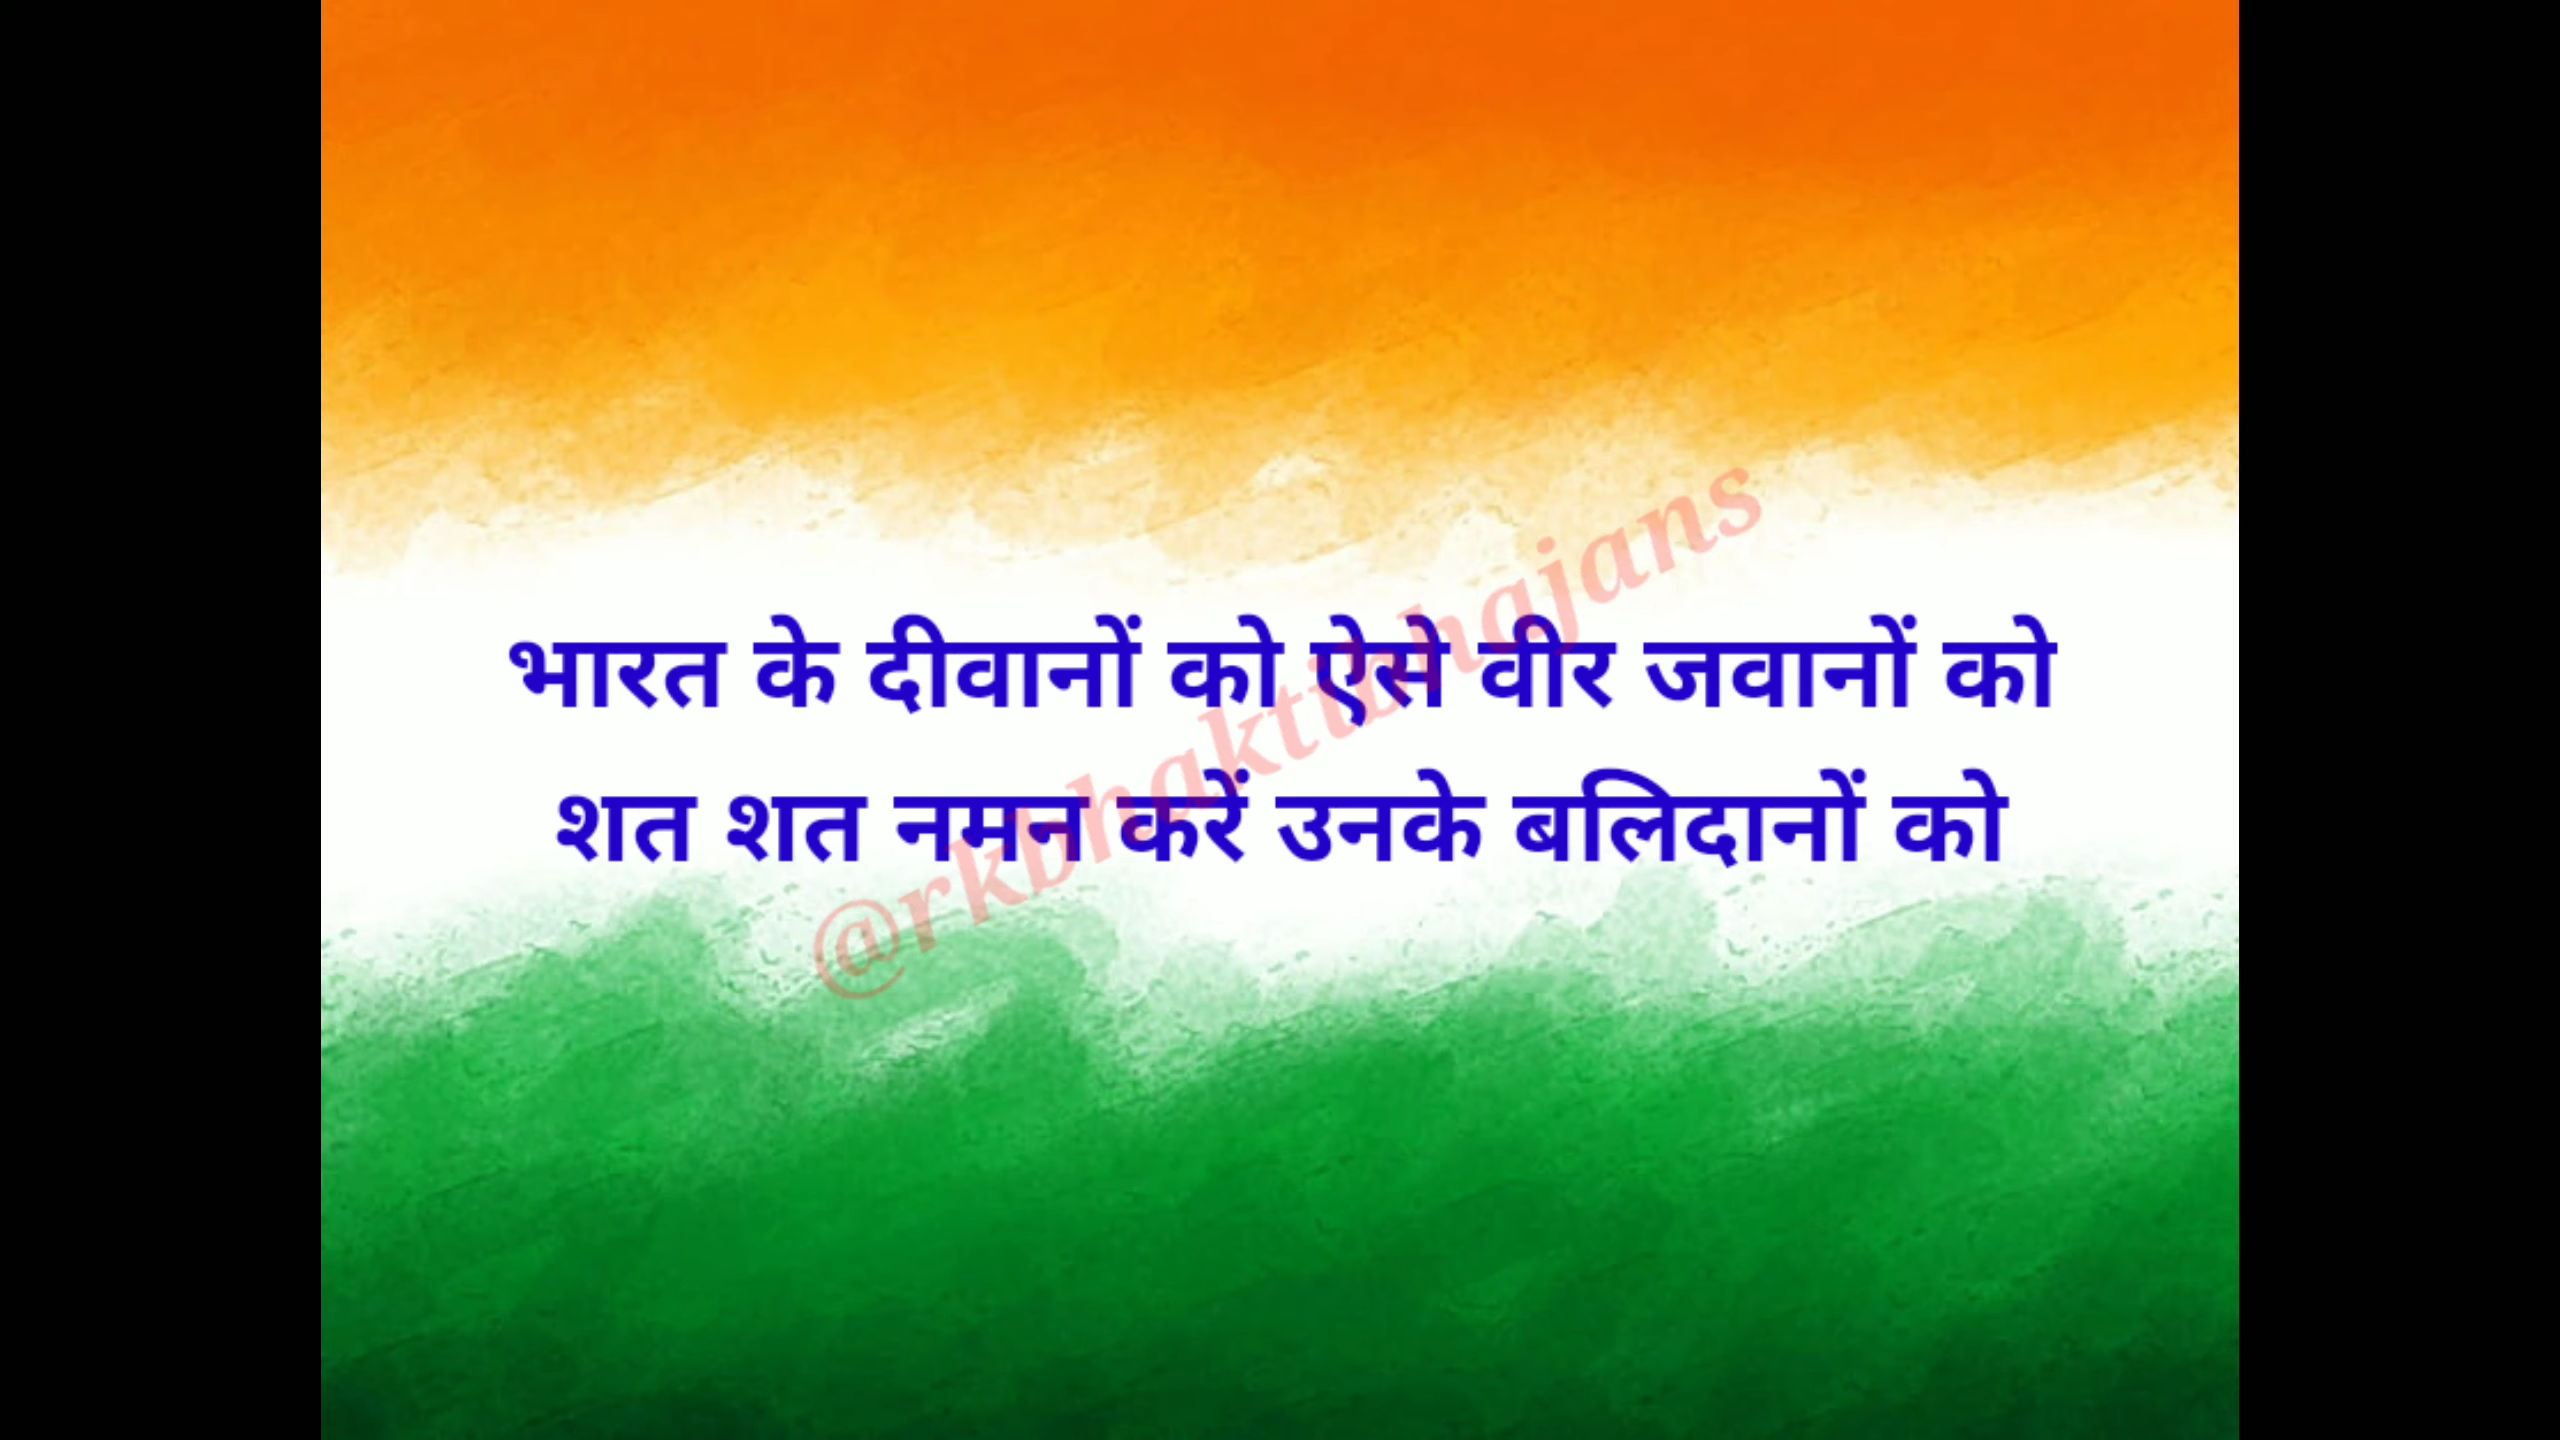 भारत के दीवानों को ऐसे वीर जवानों को
शत शत नमन करें उनके बलिदानों को
@rkbhaktibhajans